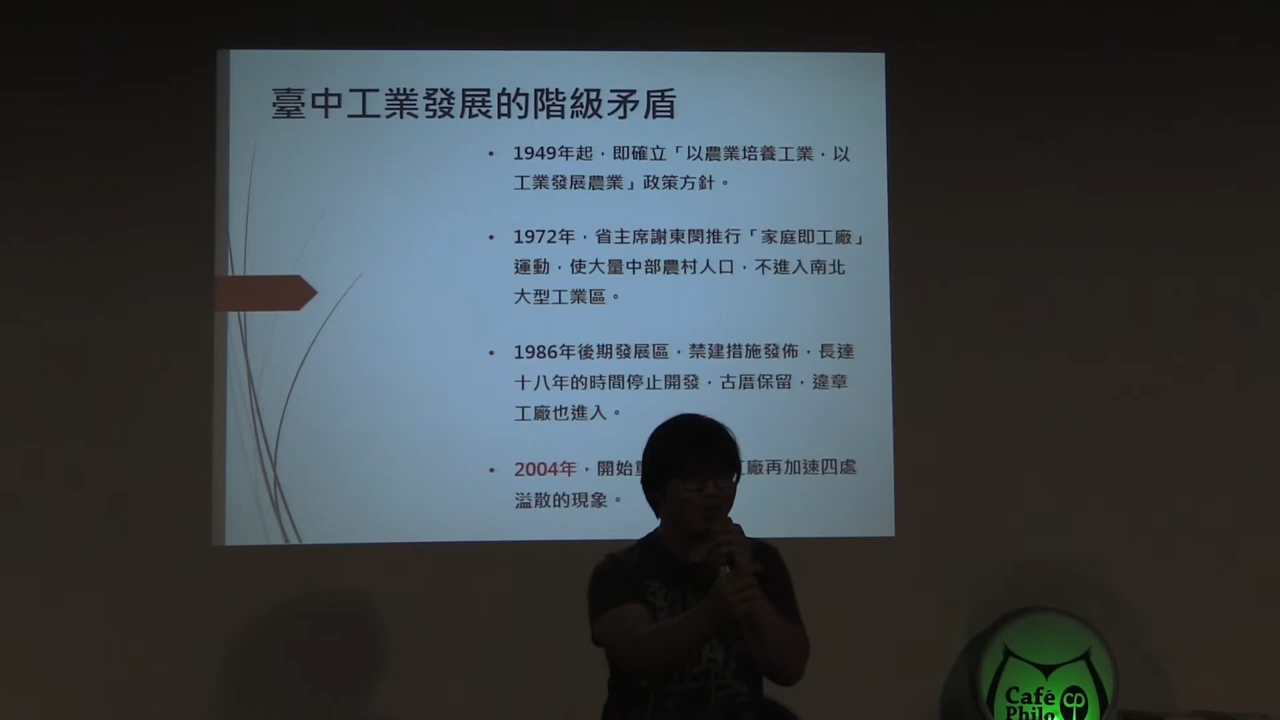 臺中工業發展的階級矛盾
• 1949年起，即確立「以農業培養工業，以
工業發展農業」政策方針。
• 1972年，省主席謝東閔推行「家庭即工廠」
運動，使大量中部農村人口，不進入南北
大型工業區。
• 1986年後期發展區，禁建措施發佈，長達
十八年的時間停止開發，古厝保留，違章
工廠也進入。
• 2004年，開始 廠再加速四處
溢散的現象。
Café
Philo